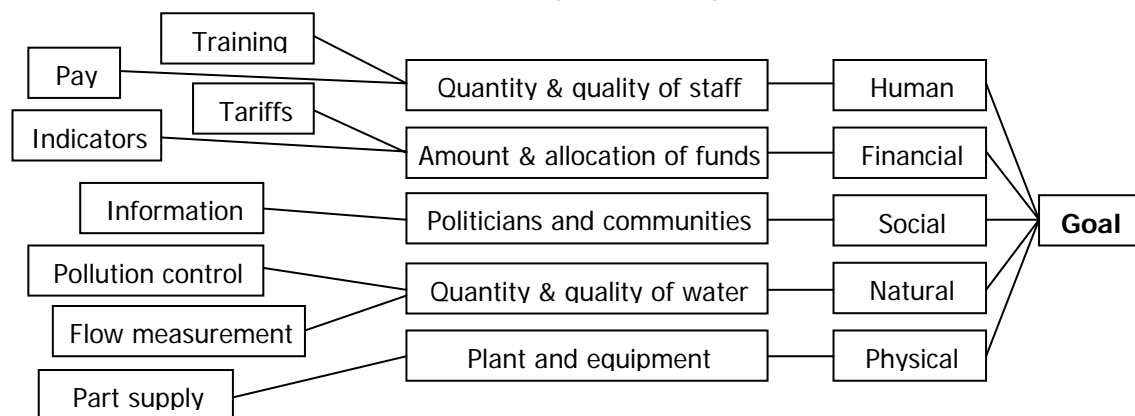 Training
Pay
Quantity & quality of staff
Human
Tariffs
Indicators
Amount & allocation of funds
Financial
Information
Politicians and communities
Social
Goal
Pollution control
Quantity & quality of water
Natural
Flow measurement
Plant and equipment
Physical
Part supply